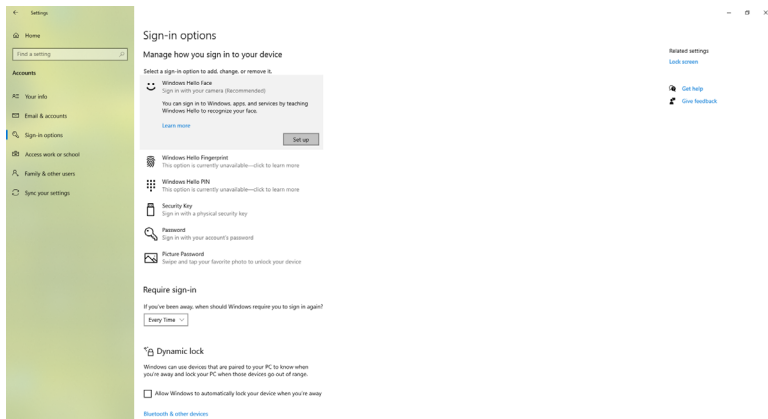 Settings
Home
Find a setting
Accounts
Your info
Email & accounts
Sign-in options
Access work or school
Family & other users
Sync your settings
Sign-in options
Manage how you sign in to your device
Select a sign-in option to add, change, or remove it.
Windows Hello Face
Sign in with your camera (Recommended)
You can sign in to Windows, apps, and services by teaching
Windows Hello to recognize your face.
Learn more
Set up
Windows Hello Fingerprint
This option is currently unavailable—click to learn more
Windows Hello PIN
This option is currently unavailable—click to learn more
Security Key
Sign in with a physical security key
Password
Sign in with your account's password
Picture Password
Swipe and tap your favorite photo to unlock your device
Require sign-in
If you've been away, when should Windows require you to sign in again?
Every Time
Dynamic lock
Windows can use devices that are paired to your PC to know when
you're away and lock your PC when those devices go out of range.
Allow Windows to automatically lock your device when you're away
Bluetooth & other devices
Related settings
Lock screen
Get help
Give feedback